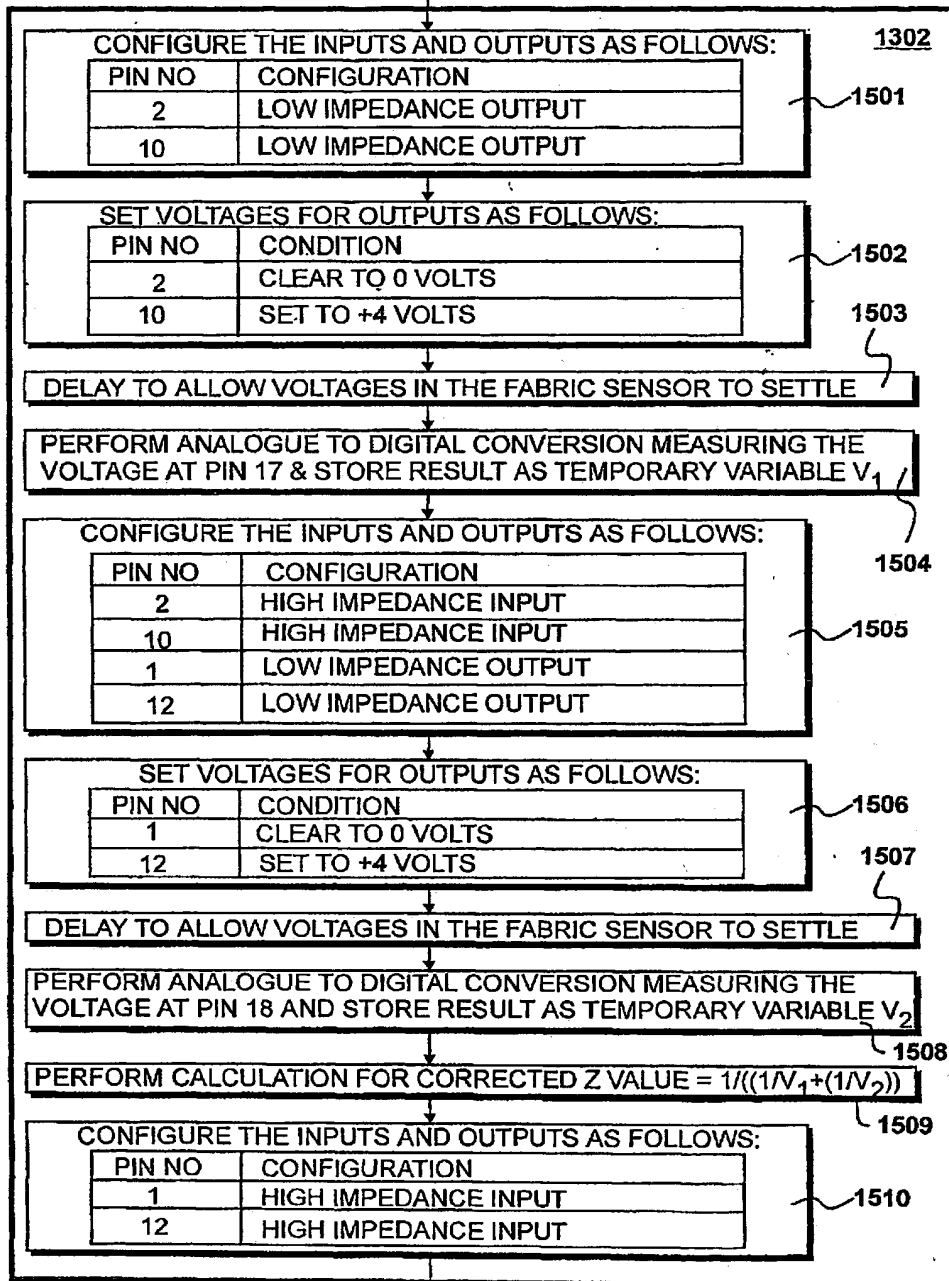 1302
CONFIGURE THE INPUTS AND OUTPUTS AS FOLLOWS:
PIN NO CONFIGURATION
2 LOW IMPEDANCE OUTPUT
10 LOW IMPEDANCE OUTPUT
1501
SET VOLTAGES FOR OUTPUTS AS FOLLOWS:
PIN NO CONDITION
2 CLEAR TO 0 VOLTS
10 SET TO +4 VOLTS
1502
1503
DELAY TO ALLOW VOLTAGES IN THE FABRIC SENSOR TO SETTLE
PERFORM ANALOGUE TO DIGITAL CONVERSION MEASURING THE
VOLTAGE AT PIN 17 & STORE RESULT AS TEMPORARY VARIABLE V1
1504
CONFIGURE THE INPUTS AND OUTPUTS AS FOLLOWS:
PIN NO CONFIGURATION
2 HIGH IMPEDANCE INPUT
10 HIGH IMPEDANCE INPUT
1 LOW IMPEDANCE OUTPUT
12 LOW IMPEDANCE OUTPUT
1505
SET VOLTAGES FOR OUTPUTS AS FOLLOWS:
PIN NO CONDITION
1 CLEAR TO 0 VOLTS
12 SET TO +4 VOLTS
1506
1507
DELAY TO ALLOW VOLTAGES IN THE FABRIC SENSOR TO SETTLE
PERFORM ANALOGUE TO DIGITAL CONVERSION MEASURING THE
VOLTAGE AT PIN 18 AND STORE RESULT AS TEMPORARY VARIABLE V2
1508
PERFORM CALCULATION FOR CORRECTED Z VALUE = 1/((1/V1+(1/V2))
1509
CONFIGURE THE INPUTS AND OUTPUTS AS FOLLOWS:
PIN NO CONFIGURATION
1 HIGH IMPEDANCE INPUT
12 HIGH IMPEDANCE INPUT
1510